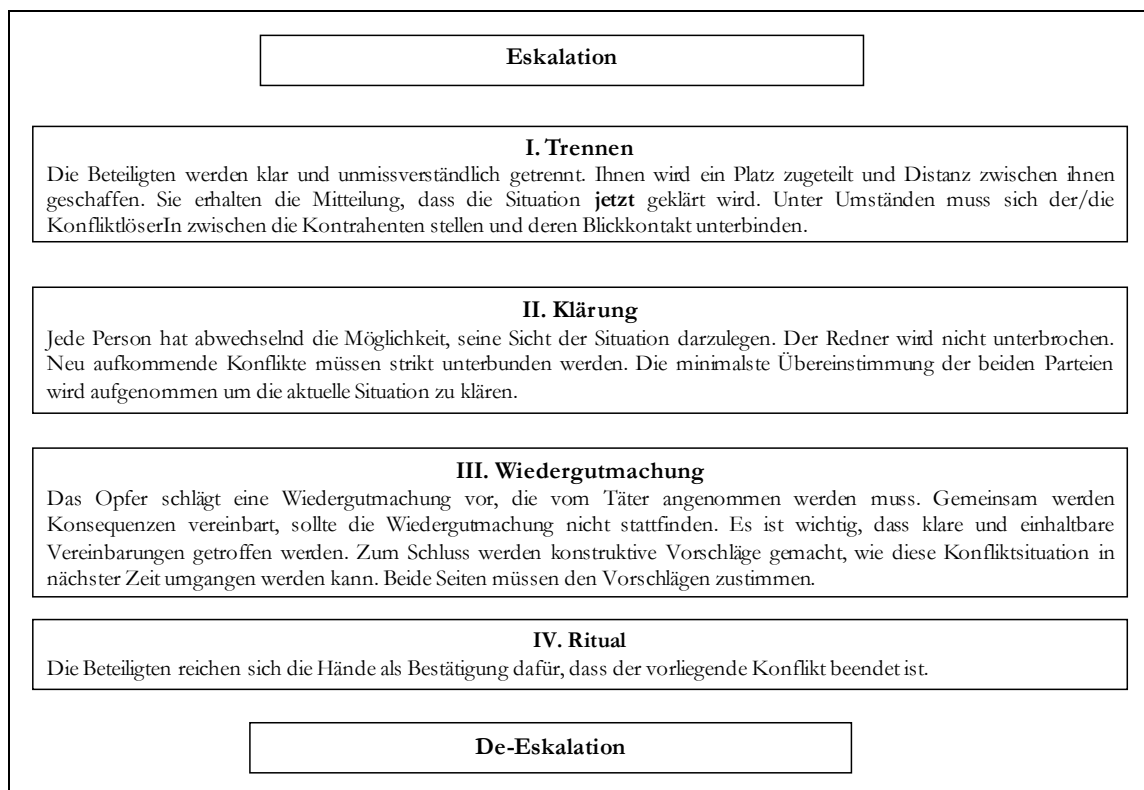 Eskalation
I. Trennen
Die Beteiligten werden klar und unmissverständlich getrennt. Ihnen wird ein Platz zugeteilt und Distanz zwischen ihnen
geschaffen. Sie erhalten die Mitteilung, dass die Situation jetzt geklärt wird. Unter Umständen muss sich der/die
KonfliktlöserIn zwischen die Kontrahenten stellen und deren Blickkontakt unterbinden.
II. Klärung
Jede Person hat abwechselnd die Möglichkeit, seine Sicht der Situation darzulegen. Der Redner wird nicht unterbrochen.
Neu aufkommende Konflikte müssen strikt unterbunden werden. Die minimalste Übereinstimmung der beiden Parteien
wird aufgenommen um die aktuelle Situation zu klären.
III. Wiedergutmachung
Das Opfer schlägt eine Wiedergutmachung vor, die vom Täter angenommen werden muss. Gemeinsam werden
Konsequenzen vereinbart, sollte die Wiedergutmachung nicht stattfinden. Es ist wichtig, dass klare und einhaltbare
Vereinbarungen getroffen werden. Zum Schluss werden konstruktive Vorschläge gemacht, wie diese Konfliktsituation in
nächster Zeit umgangen werden kann. Beide Seiten müssen den Vorschlägen zustimmen.
IV. Ritual
Die Beteiligten reichen sich die Hände als Bestätigung dafür, dass der vorliegende Konflikt beendet ist.
De-Eskalation